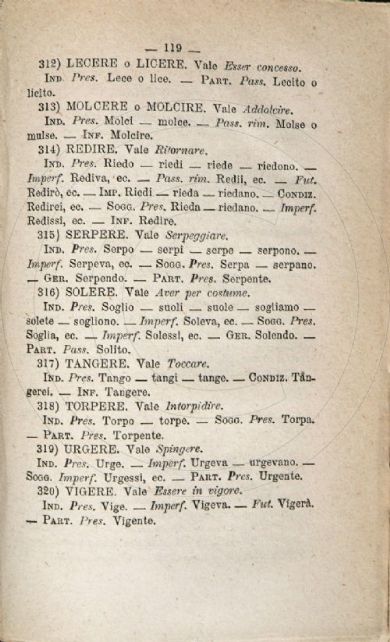 — 119 —
312) LECERE o LICERE. Vale Esser concesso.
IND. Pres. Lece o lice. — PART. Pass. Lecito o
licito.
313) MOLCERE o MOLCIRE. Vale Addolcire.
IND. Pres. Molci — molce. — Pass. rim. Molse o
mulse. — INF. Molcire.
314) REDIRE. Vale Ritornare.
IND. Pres. Riedo — riedi — riede — riedono. —
Imperf. Rediva, ec. — Pass. rim. Redii, ec. — Fut.
Redirò, ec. — IMP. Riedi — rieda — riedano. — CONDIZ.
Redirei, ec. — SOGG. Pres. Rieda — riedano. — Imperf.
Redissi, ec. — INF. Redire.
315) SERPERE. Vale Serpeggiare.
IND. Pres. Serpo — serpi — serpe — serpono. —
Imperf. Serpeva, ec. — SOGG. Pres. Serpa — serpano.
— GER. Serpendo. — PART. Pres. Serpente.
316) SOLERE. Vale Aver per costume.
IND. Pres. Soglio — suoli — suole — sogliamo —
solete — sogliono. — Imperf. Soleva, ec. — SOGG. Pres.
Soglia, ec. — Imperf. Solessi, ec. — GER. Solendo. —
PART. Pass. Solito.
317) TANGERE. Vale Toccare.
IND. Pres. Tango — tangi — tange. — CONDIZ. Tan-
gerei. — INF. Tangere.
318) TORPERE. Vale Intorpidire.
IND. Pres. Torpo — torpe. — SOGG. Pres. Torpa.
— PART. Pres. Torpente.
319) URGERE. Vale Spingere.
IND. Pres. Urge. — Imperf. Urgeva — urgevano. —
SOGG. Imperf. Urgessi, ec. — PART. Pres. Urgente.
320) VIGERE. Vale Essere in vigore.
IND. Pres. Vige. — Imperf. Vigeva. — Fut. Vigerà.
— PART. Pres. Vigente.